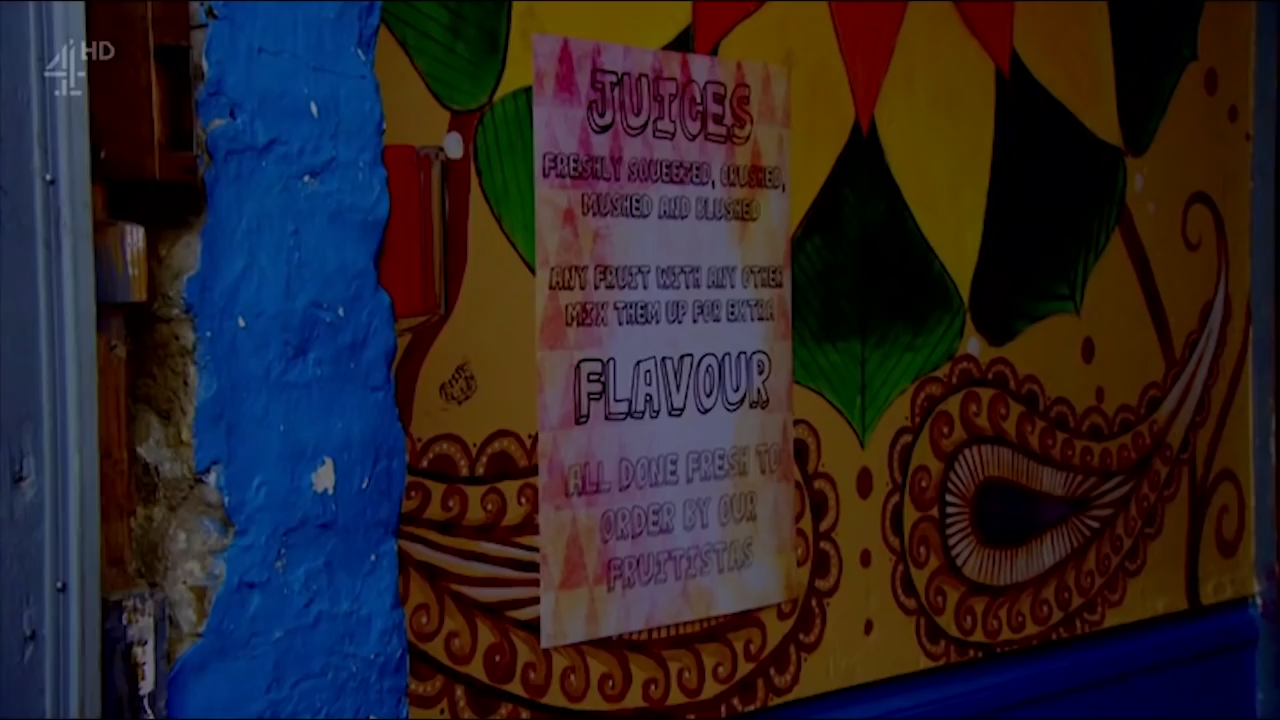 HD
JUICES
FRESHLY SQUEEZED, CRUSHED,
MUSHED AND BLUSHED
ANY FRUIT WITH ANY OTHER
MIX THEM UP FOR EXTRA
FLAVOUR
ALL DONE FRESH TO
ORDER BY OUR
FRUITISTAS